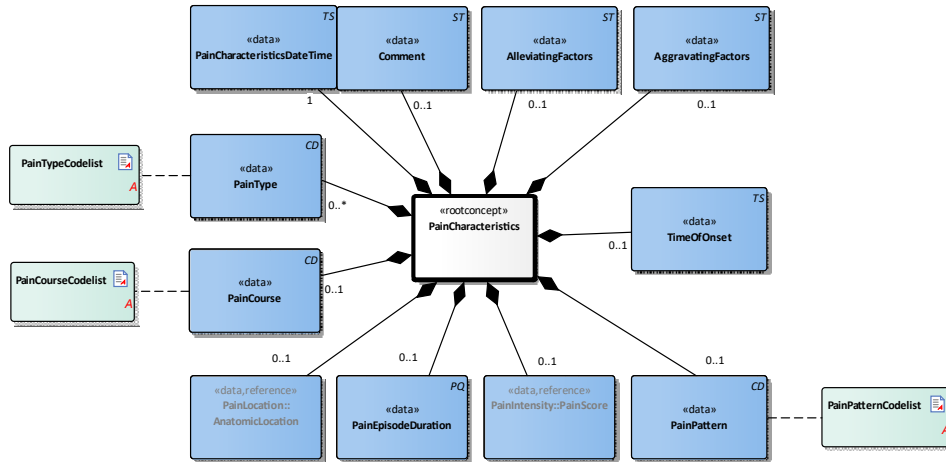 TS
«data»
PainCharacteristicsDateTime
ST
«data»
Comment
ST
«data»
AlleviatingFactors
ST
«data»
AggravatingFactors
1
0..1
0..1
0..1
PainTypeCodelist
A
CD
«data»
PainType
0..*
«rootconcept»
PainCharacteristics
TS
«data»
TimeOfOnset
0..1
PainCourseCodelist
A
CD
«data»
PainCourse
0..1
0..1
0..1
0..1
0..1
«data,reference»
PainLocation::
AnatomicLocation
PQ
«data»
PainEpisodeDuration
«data,reference»
PainIntensity::PainScore
CD
«data»
PainPattern
PainPatternCodelist
A